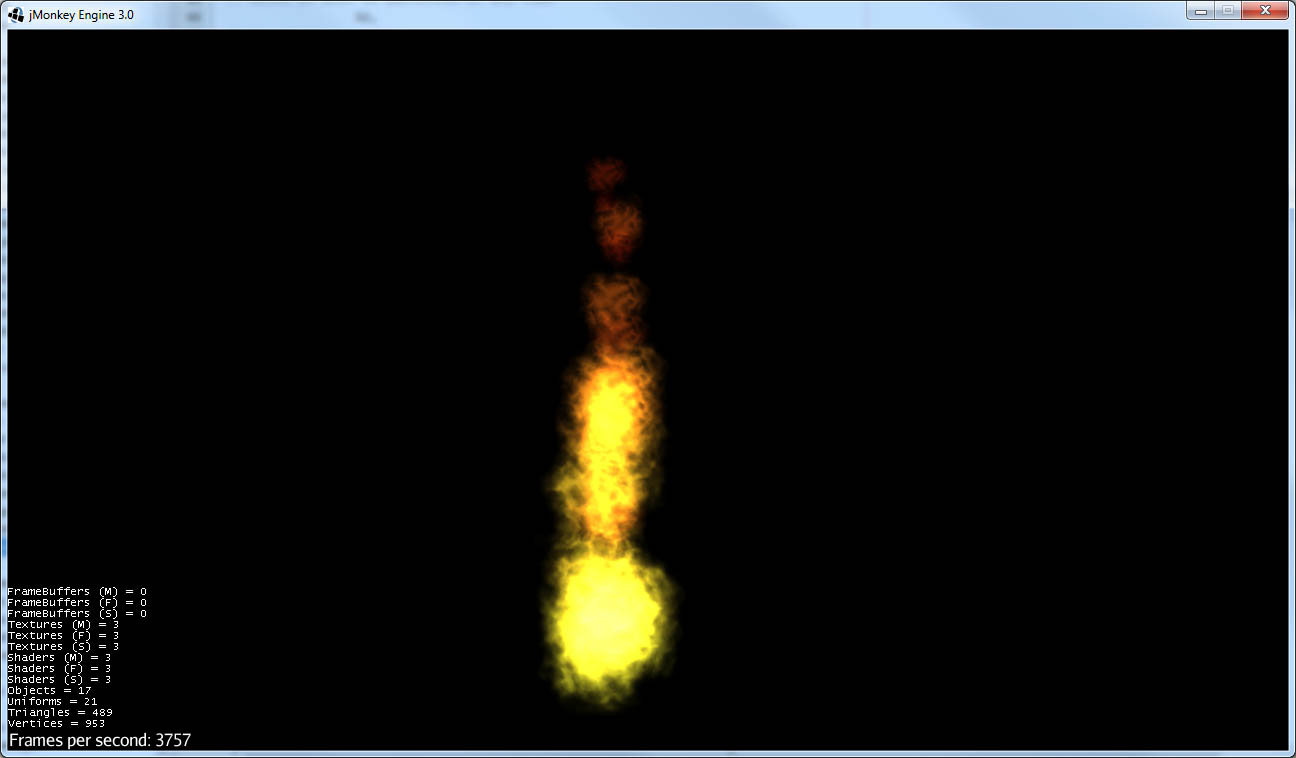 jMonkey Engine 3.0
FrameBuffers (M) = 0
FrameBuffers (F) = 0
FrameBuffers (S) = 0
Textures (M) = 3
Textures (F) = 3
Textures (S) = 3
Shaders (M) = 3
Shaders (F) = 3
Shaders (S) = 3
Objects = 17
Uniforms = 21
Triangles = 489
Vertices = 953
Frames per second: 3757